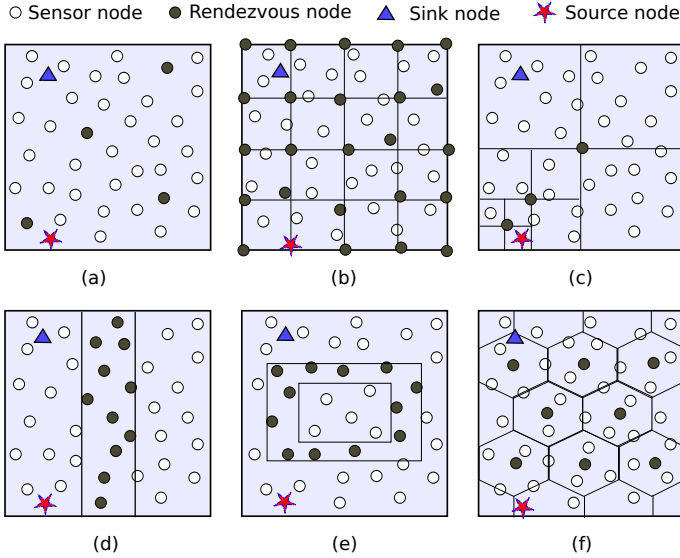 Sensor node Rendezvous node Sink node Source node
(a) (b) (c)
(d) (e) (f)